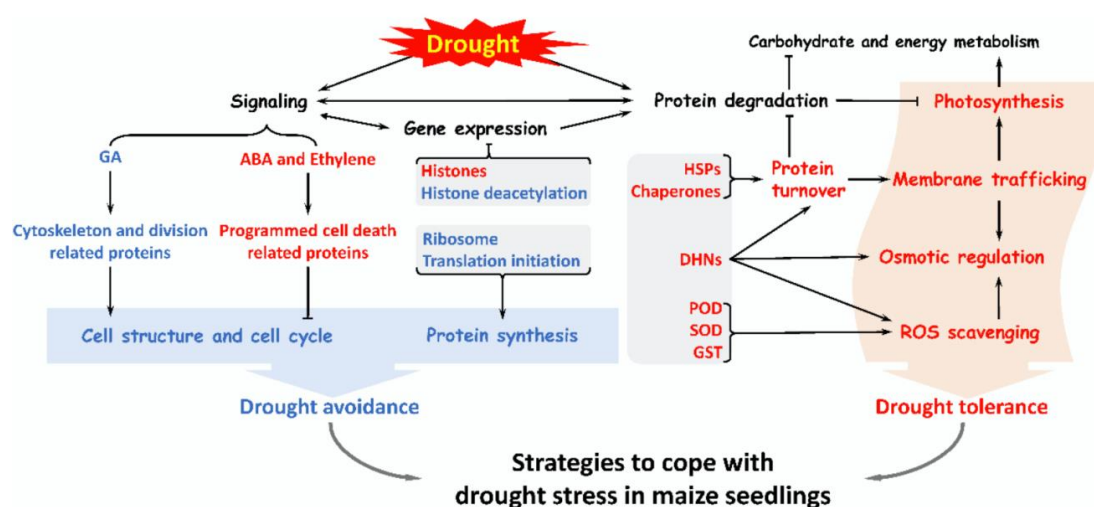 Drought
Carbohydrate and energy metabolism
Signaling
Protein degradation
Photosynthesis
Gene expression
GA
ABA and Ethylene
Histones
Histone deacetylation
HSPs
Chaperones
Protein
turnover
Membrane trafficking
Cytoskeleton and division
related proteins
Programmed cell death
related proteins
Ribosome
Translation initiation
DHNs
Osmotic regulation
POD
SOD
GST
ROS scavenging
Cell structure and cell cycle
Protein synthesis
Drought avoidance
Drought tolerance
Strategies to cope with
drought stress in maize seedlings